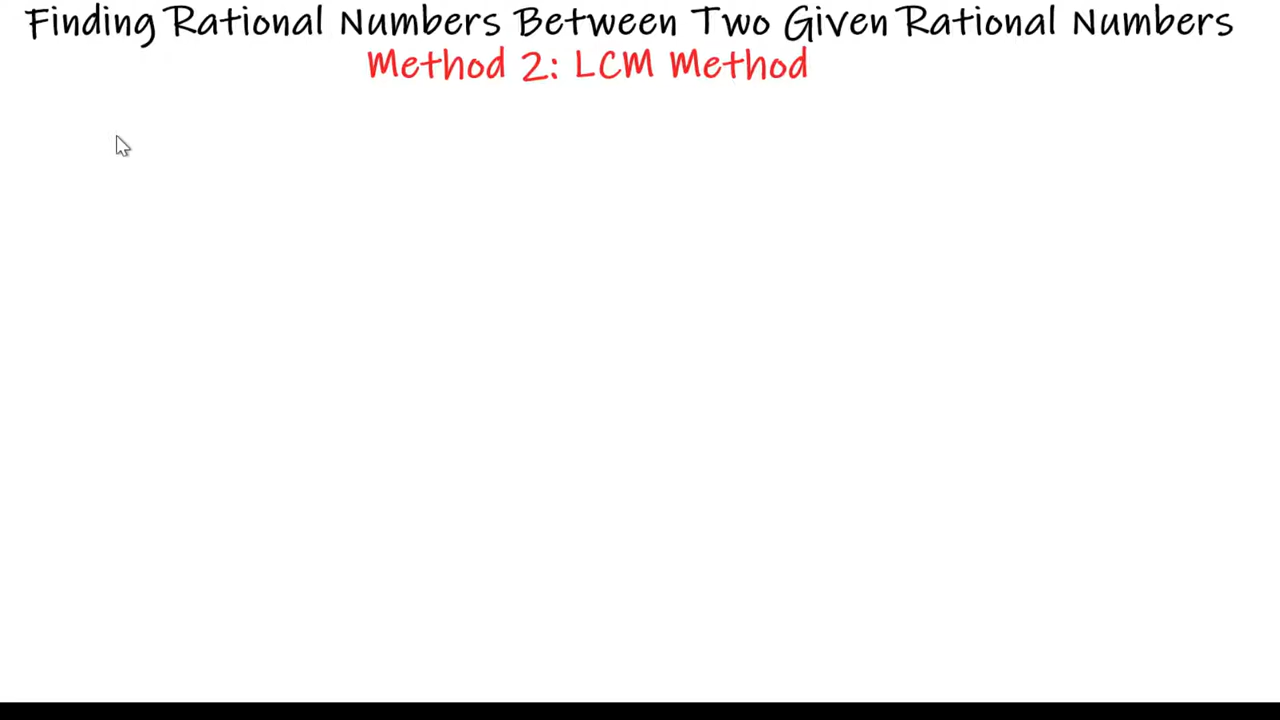 Finding Rational Numbers Between Two Given Rational Numbers
Method 2: LCM Method